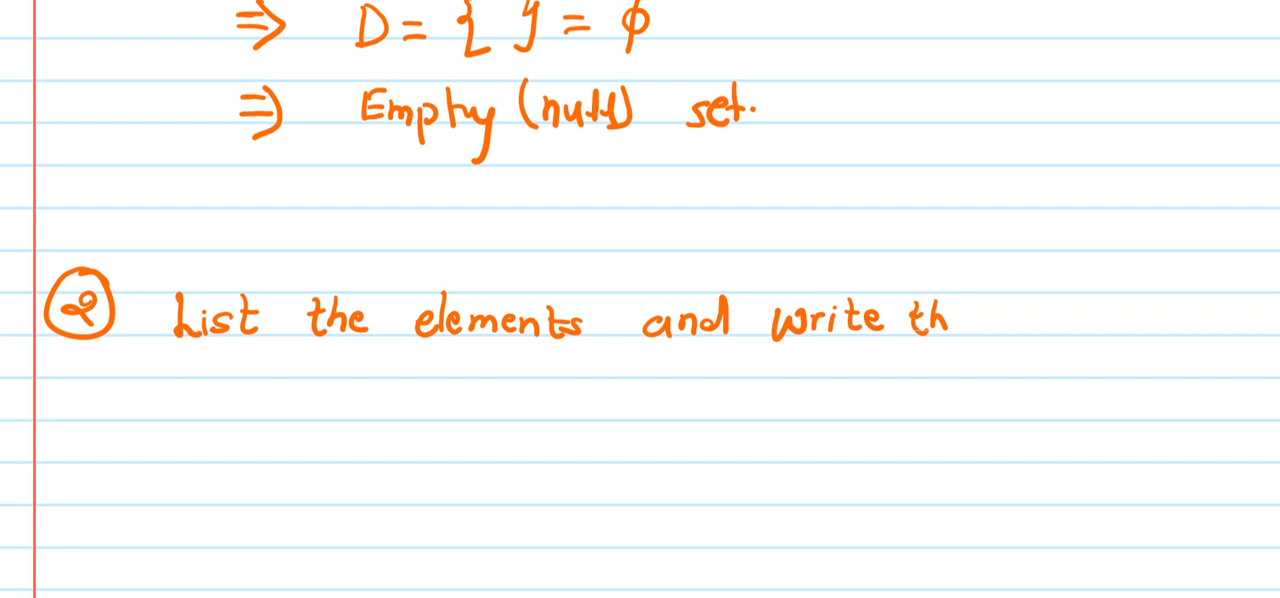 ⇒ D = { } = ϕ
⇒ Empty (null) set.
② List the elements and write th